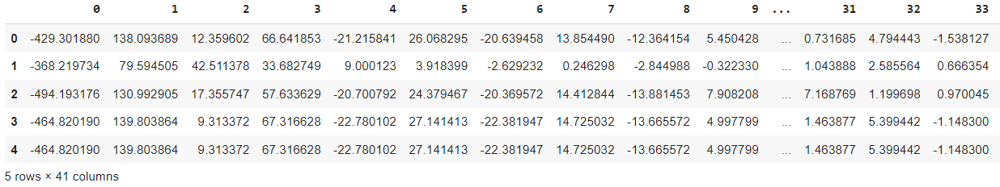 0 1 2 3 4 5 6 7 8 9 ... 31 32 33
0 -429.301880 138.093689 12.359602 66.641853 -21.215841 26.068295 -20.639458 13.854490 -12.364154 5.450428 ... 0.731685 4.794443 -1.538127
1 -368.219734 79.594505 42.511378 33.682749 9.000123 3.918399 -2.629232 0.246298 -2.844988 -0.322330 ... 1.043888 2.585564 0.666354
2 -494.193176 130.992905 17.355747 57.633629 -20.700792 24.379467 -20.369572 14.412844 -13.881453 7.908208 ... 7.168769 1.199698 0.970045
3 -464.820190 139.803864 9.313372 67.316628 -22.780102 27.141413 -22.381947 14.725032 -13.665572 4.997799 ... 1.463877 5.399442 -1.148300
4 -464.820190 139.803864 9.313372 67.316628 -22.780102 27.141413 -22.381947 14.725032 -13.665572 4.997799 ... 1.463877 5.399442 -1.148300
5 rows × 41 columns